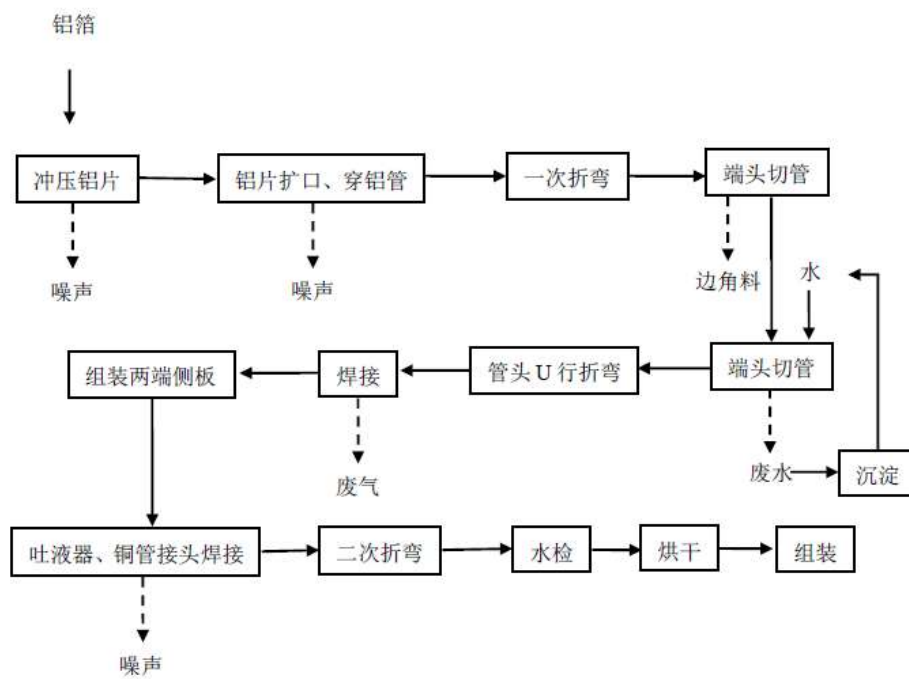 铝箔
冲压铝片
铝片扩口、穿铝管
一次折弯
端头切管
噪声
噪声
边角料
水
组装两端侧板
焊接
管头U行折弯
端头切管
废气
废水
沉淀
吐液器、铜管接头焊接
二次折弯
水检
烘干
组装
噪声